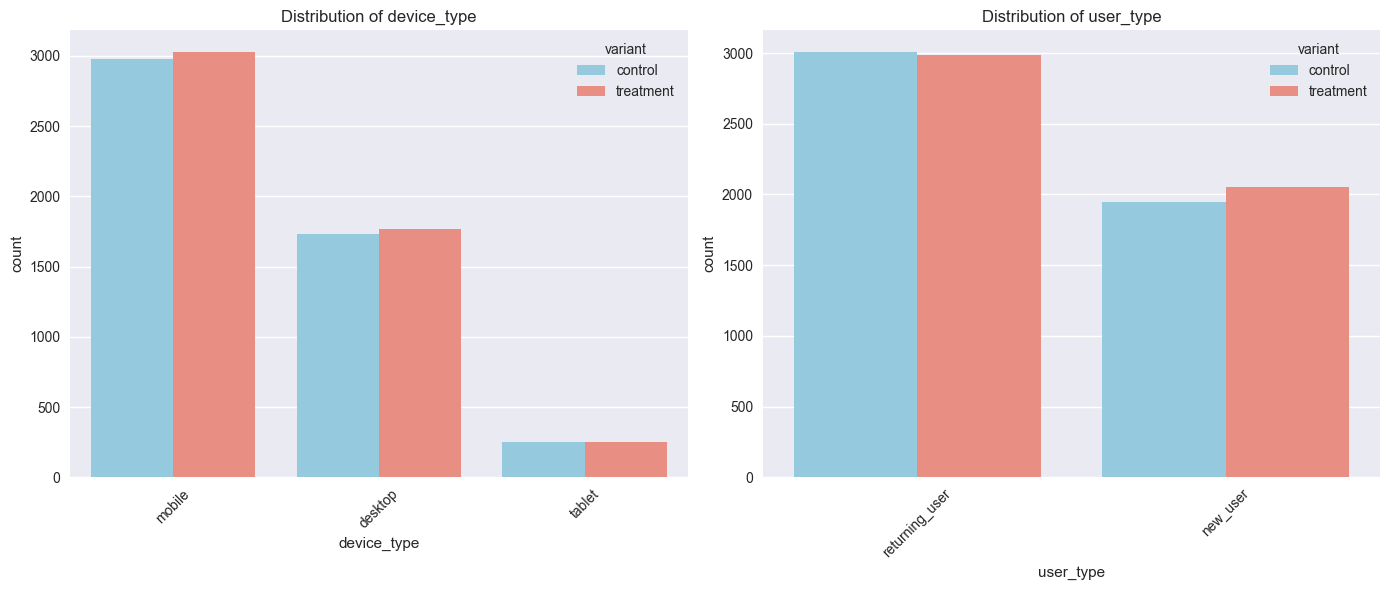 Distribution of device_type
3000
2500
2000
1500
1000
500
0
count
variant
control
treatment
mobile
desktop
tablet
device_type
Distribution of user_type
3000
2500
2000
1500
1000
500
0
count
variant
control
treatment
returning_user
new_user
user_type